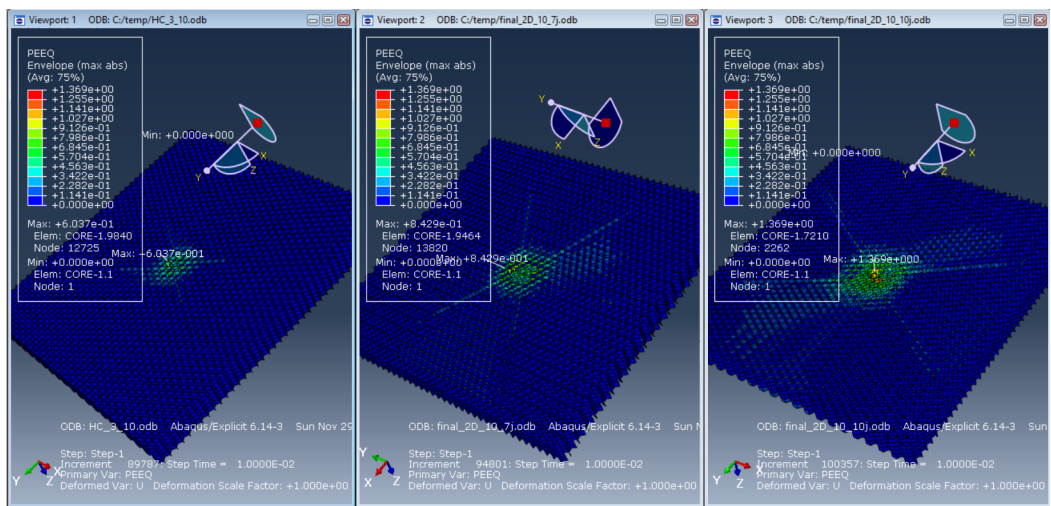 Viewport: 1 ODB: C:/temp/HC_3_10.odb
PEEQ
Envelope (max abs)
(Avg: 75%)
+1.369e+00
+1.255e+00
+1.141e+00
+1.027e+00
+9.126e-01
+7.986e-01
+6.845e-01
+5.704e-01
+4.563e-01
+3.422e-01
+2.282e-01
+1.141e-01
+0.000e+00
Max: +6.037e-01
Elem: CORE-1.9840
Node: 12725
Min: +0.000e+00
Elem: CORE-1.1
Node: 1
Min: +0.000e+000
X
Y
Z
Max: +6.037e-001
ODB: HC_3_10.odb Abaqus/Explicit 6.14-3 Sun Nov 29
Step: Step-1
Increment 89787: Step Time = 1.0000E-02
Primary Var: PEEQ
Deformed Var: U Deformation Scale Factor: +1.000e+00
Y
Z
X
Viewport: 2 ODB: C:/temp/final_2D_10_7j.odb
PEEQ
Envelope (max abs)
(Avg: 75%)
+1.369e+00
+1.255e+00
+1.141e+00
+1.027e+00
+9.126e-01
+7.986e-01
+6.845e-01
+5.704e-01
+4.563e-01
+3.422e-01
+2.282e-01
+1.141e-01
+0.000e+00
Max: +8.429e-01
Elem: CORE-1.9464
Node: 13820
Min: +0.000e+00
Elem: CORE-1.1
Node: 1
Y
X
Z
Max: +8.429e-001
ODB: final_2D_10_7j.odb Abaqus/Explicit 6.14-3 Sun
Step: Step-1
Increment 94801: Step Time = 1.0000E-02
Primary Var: PEEQ
Deformed Var: U Deformation Scale Factor: +1.000e+00
Y
X
Z
Viewport: 3 ODB: C:/temp/final_2D_10_10j.odb
PEEQ
Envelope (max abs)
(Avg: 75%)
+1.369e+00
+1.255e+00
+1.141e+00
+1.027e+00
+9.126e-01
+7.986e-01
+6.845e-01
+5.704e-01
+4.563e-01
+3.422e-01
+2.282e-01
+1.141e-01
+0.000e+00
Max: +1.369e+00
Elem: CORE-1.7210
Node: 2262
Min: +0.000e+00
Elem: CORE-1.1
Node: 1
Min: +0.000e+000
X
Y
Z
Max: +1.369e+000
ODB: final_2D_10_10j.odb Abaqus/Explicit 6.14-3 Sun
Step: Step-1
Increment 100357: Step Time = 1.0000E-02
Primary Var: PEEQ
Deformed Var: U Deformation Scale Factor: +1.000e+00
Y
Z
X